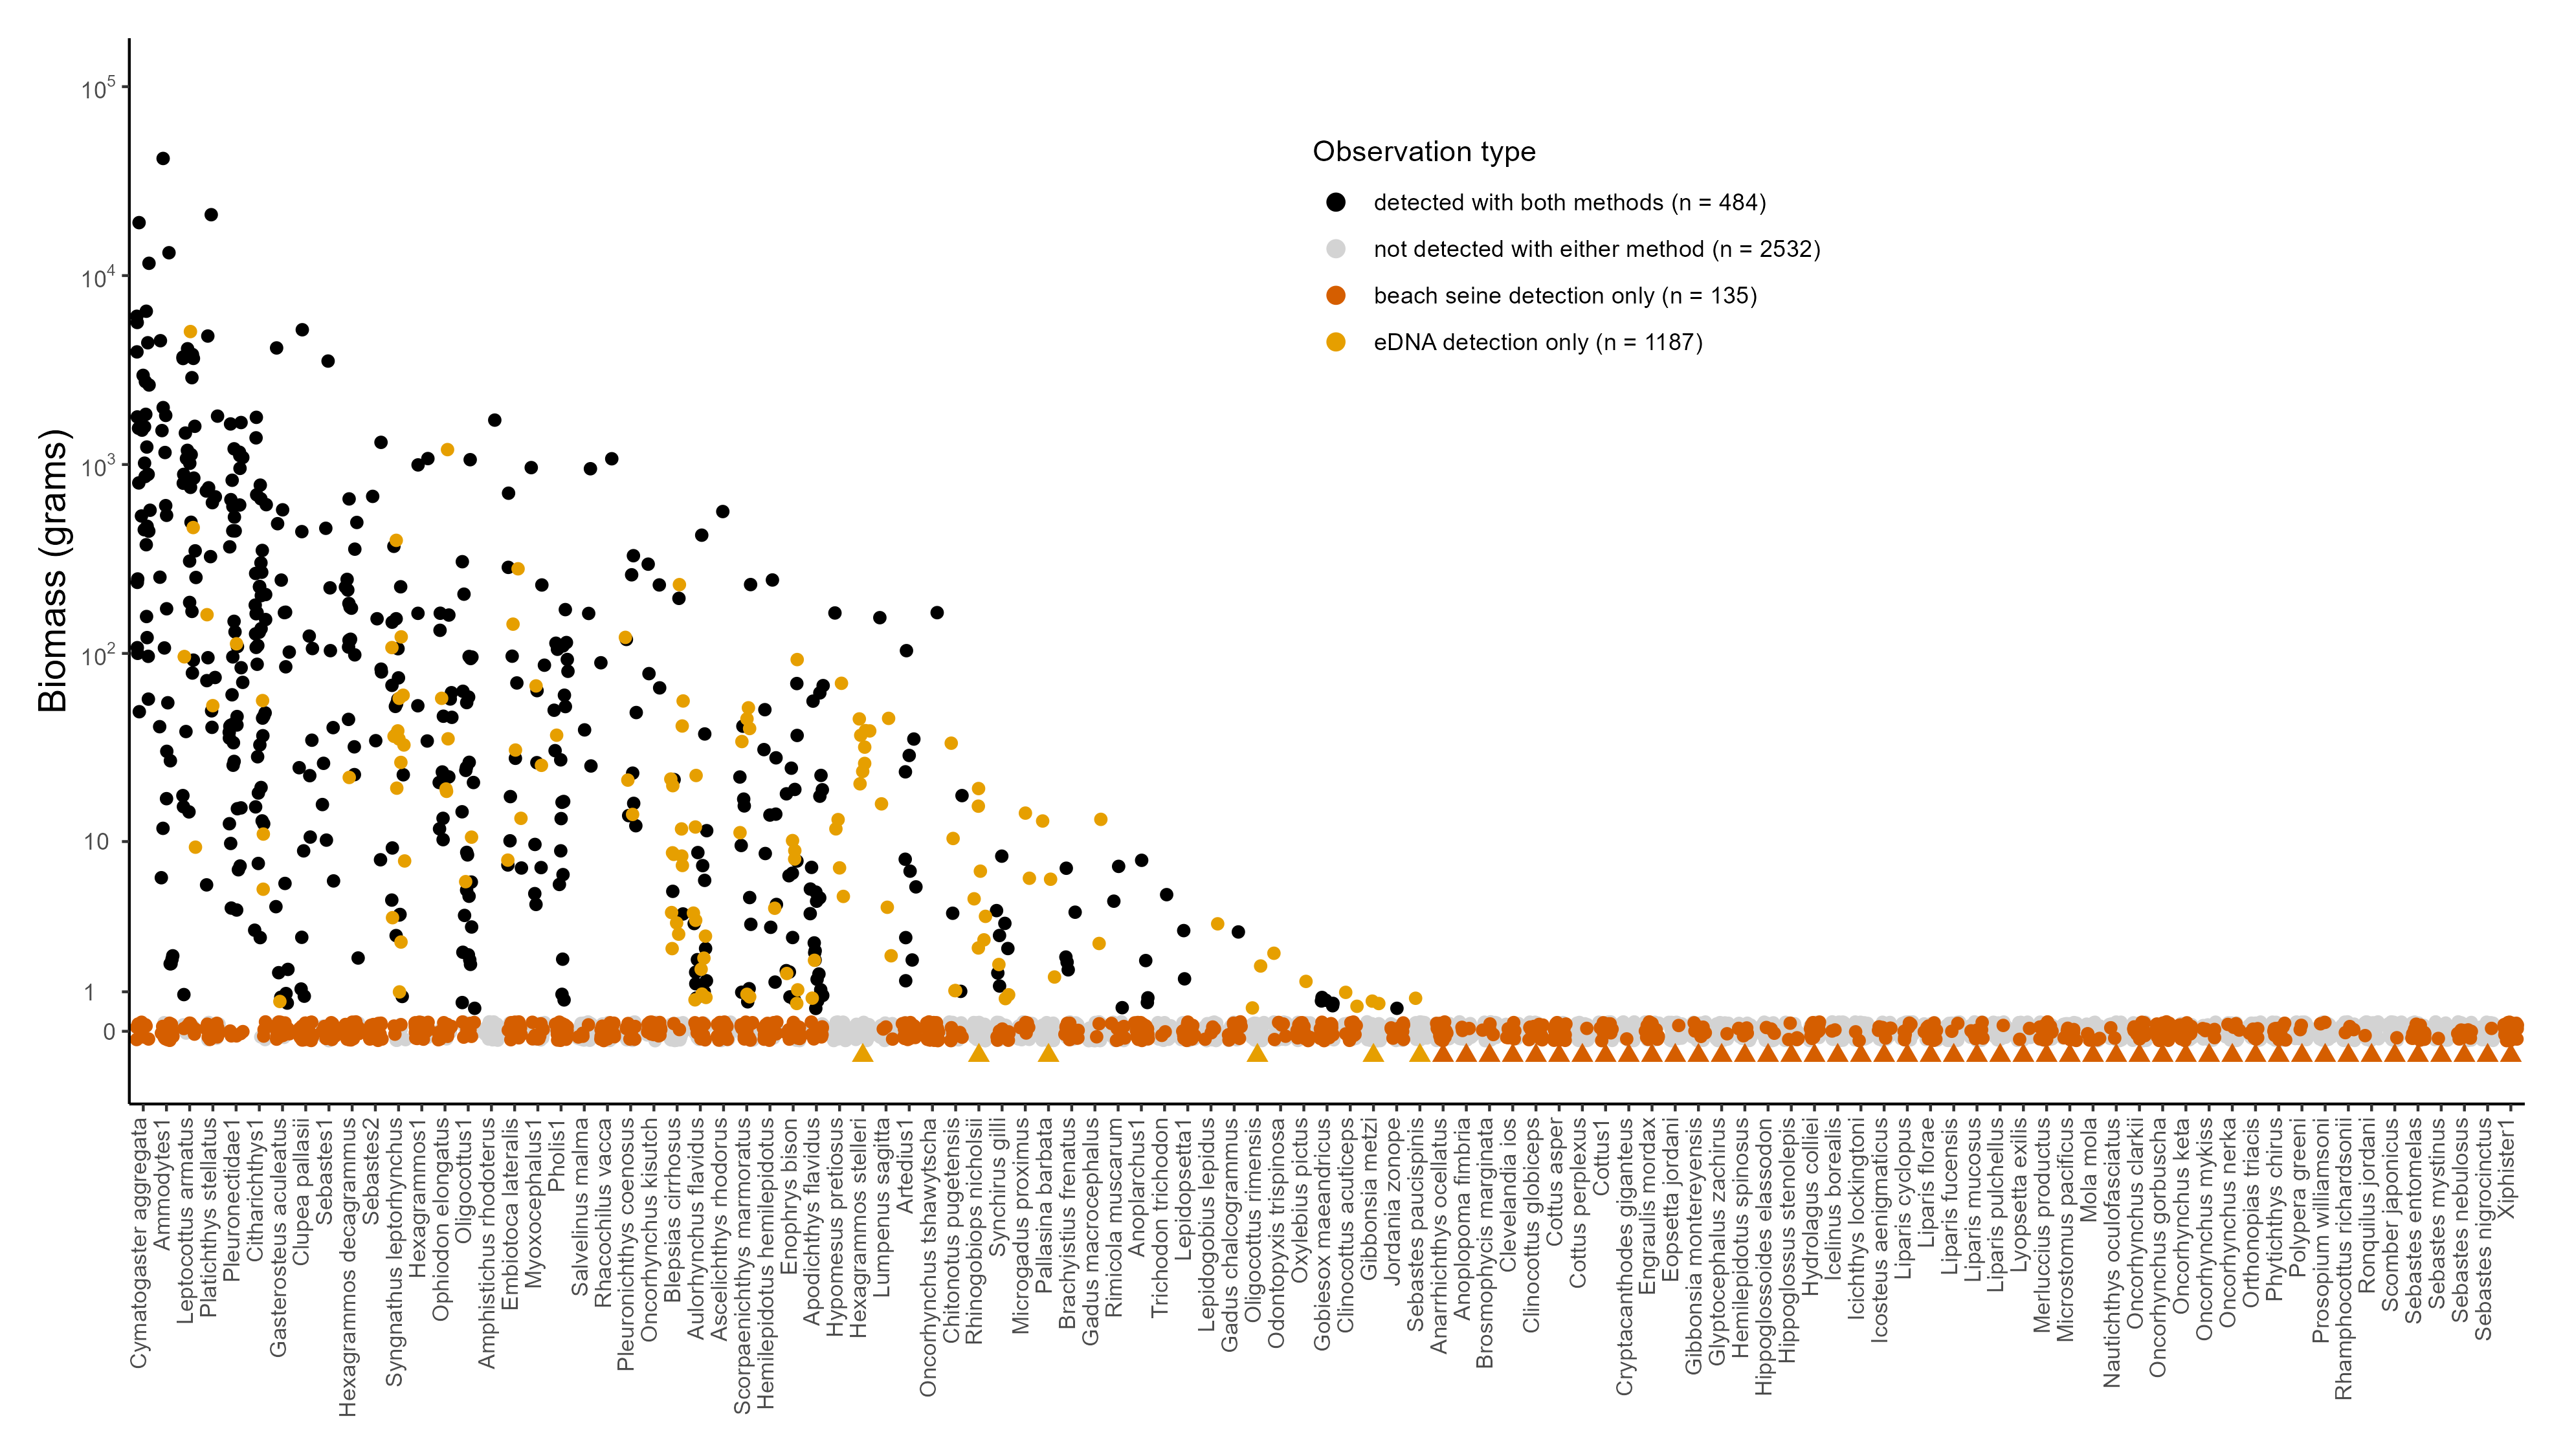 Biomass (grams)
10⁵
10⁴
10³
10²
10
1
0
Observation type
detected with both methods (n = 484)
not detected with either method (n = 2532)
beach seine detection only (n = 135)
eDNA detection only (n = 1187)
Cymatogaster aggregata
Ammodytes1
Leptocottus armatus
Platichthys stellatus
Pleuronectidae1
Citharichthys1
Gasterosteus aculeatus
Clupea pallasii
Sebastes1
Hexagrammos decagrammus
Sebastes2
Syngnathus leptorhynchus
Hexagrammos1
Ophiodon elongatus
Oligocottus1
Amphistichus rhodoterus
Embiotoca lateralis
Myoxocephalus1
Pholis1
Salvelinus malma
Rhacochilus vacca
Pleuronichthys coenosus
Oncorhynchus kisutch
Blepsias cirrhosus
Aulorhynchus flavidus
Ascelichthys rhodorus
Scorpaenichthys marmoratus
Hemilepidotus hemilepidotus
Enophrys bison
Apodichthys flavidus
Hypomesus pretiosus
Hexagrammos stelleri
Lumpenus sagitta
Artedius1
Oncorhynchus tshawytscha
Chitonotus pugetensis
Rhinogobiops nicholsii
Synchirus gilli
Microgadus proximus
Pallasina barbata
Brachyistius frenatus
Gadus macrocephalus
Rimicola muscarum
Anoplarchus1
Trichodon trichodon
Lepidopsetta1
Lepidogobius lepidus
Gadus chalcogrammus
Oligocottus rimensis
Odontopyxis trispinosa
Oxylebius pictus
Gobiesox maeandricus
Clinocottus acuticeps
Gibbonsia metzi
Jordania zonope
Sebastes paucispinis
Anarrhichthys ocellatus
Anoplopoma fimbria
Brosmophycis marginata
Clevelandia ios
Clinocottus globiceps
Cottus asper
Cottus perplexus
Cottus1
Cryptacanthodes giganteus
Engraulis mordax
Eopsetta jordani
Gibbonsia montereyensis
Glyptocephalus zachirus
Hemilepidotus spinosus
Hippoglossoides elassodon
Hippoglossus stenolepis
Hydrolagus colliei
Icelinus borealis
Icichthys lockingtoni
Icosteus aenigmaticus
Liparis cyclopus
Liparis florae
Liparis fucensis
Liparis mucosus
Liparis pulchellus
Lyopsetta exilis
Merluccius productus
Microstomus pacificus
Mola mola
Nautichthys oculofasciatus
Oncorhynchus clarkii
Oncorhynchus gorbuscha
Oncorhynchus keta
Oncorhynchus mykiss
Oncorhynchus nerka
Orthonopias triacis
Phytichthys chirus
Polypera greeni
Prosopium williamsoni
Rhamphocottus richardsonii
Ronquilus jordani
Scomber japonicus
Sebastes entomelas
Sebastes mystinus
Sebastes nebulosus
Sebastes nigrocinctus
Xiphister1